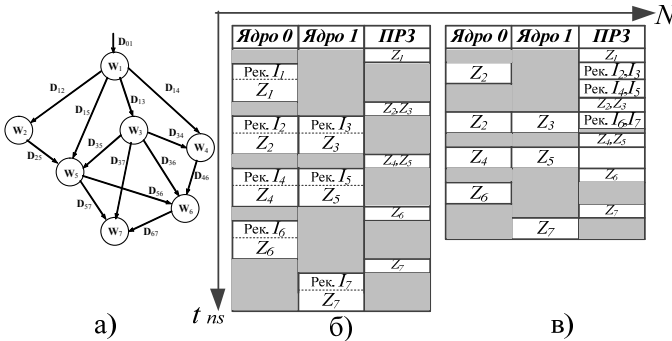 N
D₀₁
W₁
D₁₂
D₁₅
D₁₃
D₁₄
W₂
W₃
D₃₄
W₄
D₂₅
D₃₅
D₃₇
D₃₆
D₄₆
W₅
D₅₆
D₅₇
W₆
D₆₇
W₇
а)
t ns
Ядро 0 Ядро 1 ПРЗ
Z₁
Рек. I₁
Z₁
Z₂,Z₃
Рек. I₂ Рек. I₃
Z₂ Z₃
Z₄,Z₅
Рек. I₄ Рек. I₅
Z₄ Z₅
Z₆
Рек. I₆
Z₆
Z₇
Рек. I₇
Z₇
б)
Ядро 0 Ядро 1 ПРЗ
Z₁
Z₂ Рек. I₂,I₃
Рек. I₄,I₅
Z₂,Z₃
Z₂ Z₃ Рек. I₆,I₇
Z₄,Z₅
Z₄ Z₅
Z₆
Z₆
Z₇
Z₇
в)